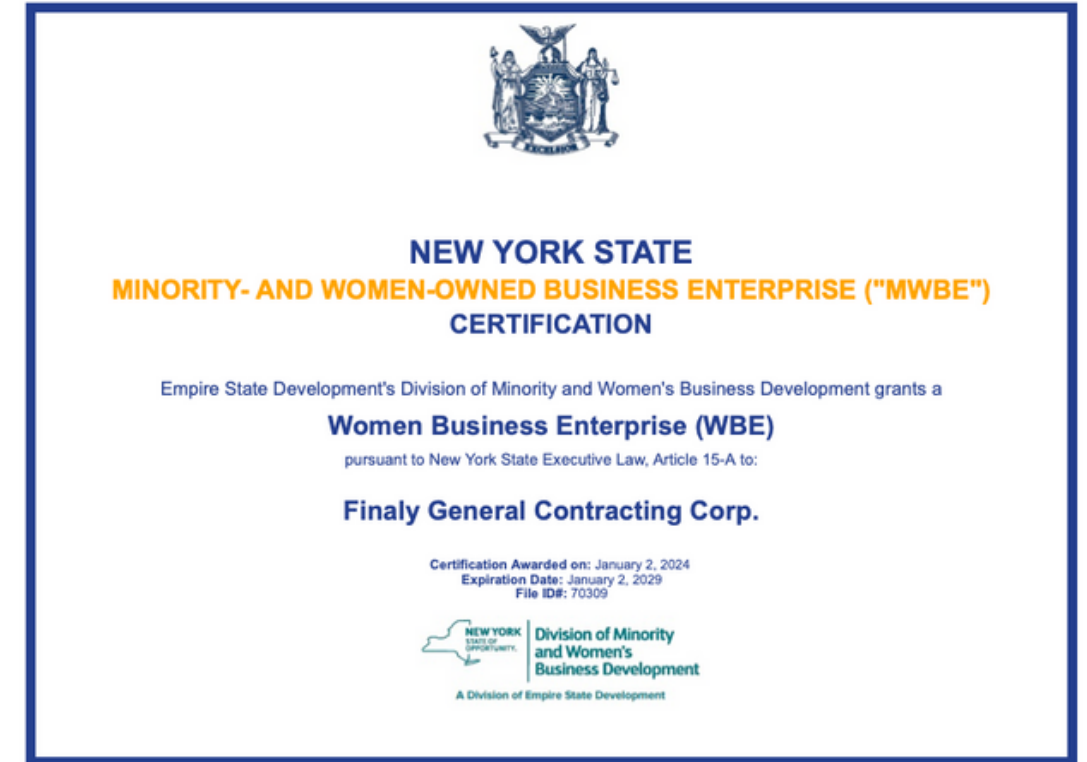 EXCELSIOR
NEW YORK STATE
MINORITY- AND WOMEN-OWNED BUSINESS ENTERPRISE ("MWBE")
CERTIFICATION
Empire State Development's Division of Minority and Women's Business Development grants a
Women Business Enterprise (WBE)
pursuant to New York State Executive Law, Article 15-A to:
Finaly General Contracting Corp.
Certification Awarded on: January 2, 2024
Expiration Date: January 2, 2029
File ID#: 70309
NEW YORK
STATE OF
OPPORTUNITY.
Division of Minority
and Women's
Business Development
A Division of Empire State Development